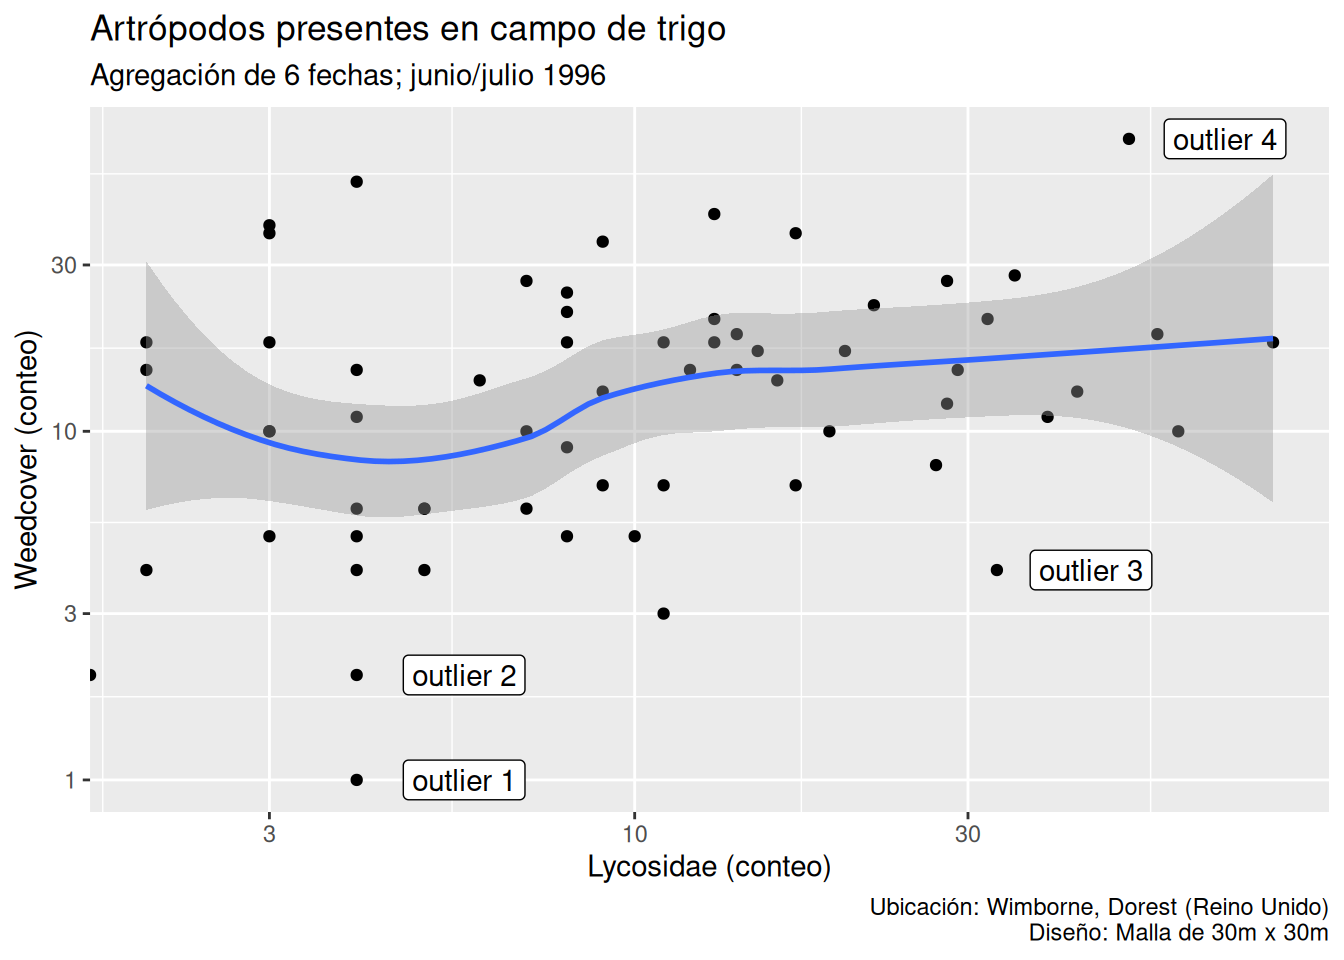 Artrópodos presentes en campo de trigo
Agregación de 6 fechas; junio/julio 1996
outlier 4
30
10
outlier 3
3
outlier 2
outlier 1
1
Weedcover (conteo)
3
10
30
Lycosidae (conteo)
Ubicación: Wimborne, Dorest (Reino Unido)
Diseño: Malla de 30m x 30m